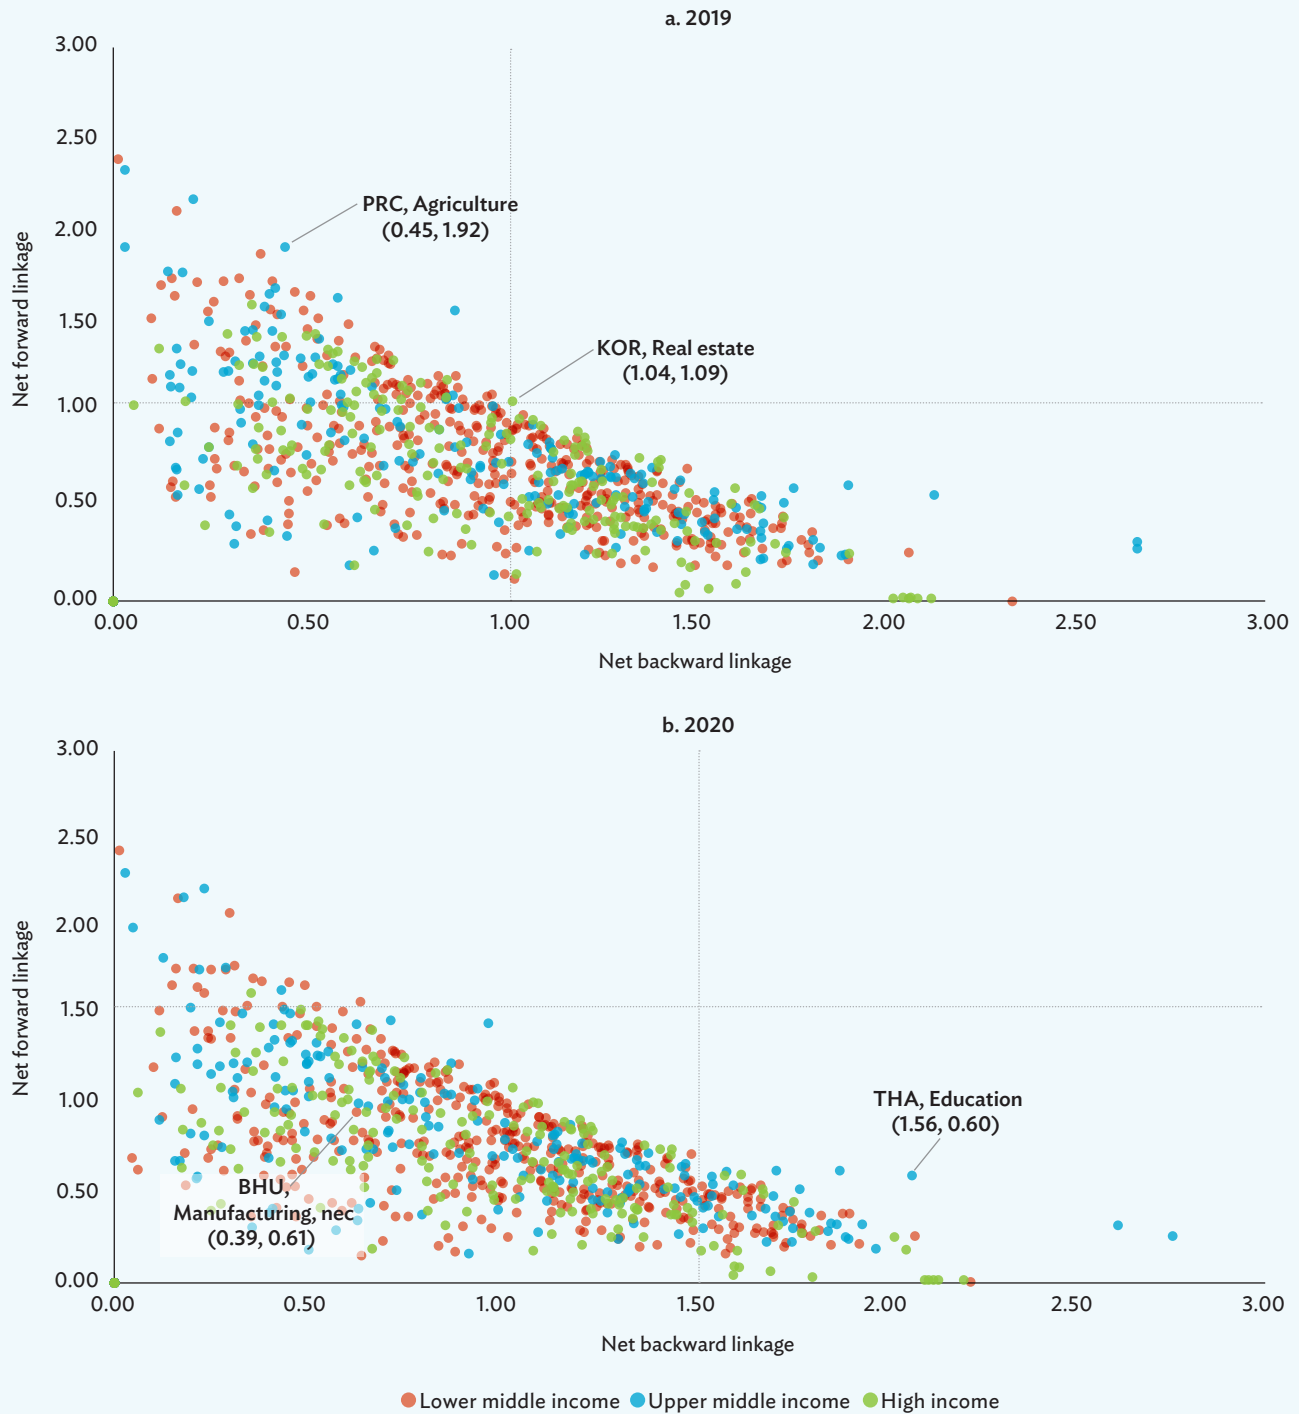 a. 2019
3.00
2.50
2.00
1.50
1.00
0.50
0.00
Net forward linkage
PRC, Agriculture
(0.45, 1.92)
KOR, Real estate
(1.04, 1.09)
0.00 0.50 1.00 1.50 2.00 2.50 3.00
Net backward linkage
b. 2020
3.00
2.50
2.00
1.50
1.00
0.50
0.00
Net forward linkage
THA, Education
(1.56, 0.60)
BHU,
Manufacturing, nec
(0.39, 0.61)
0.00 0.50 1.00 1.50 2.00 2.50 3.00
Net backward linkage
Lower middle income Upper middle income High income